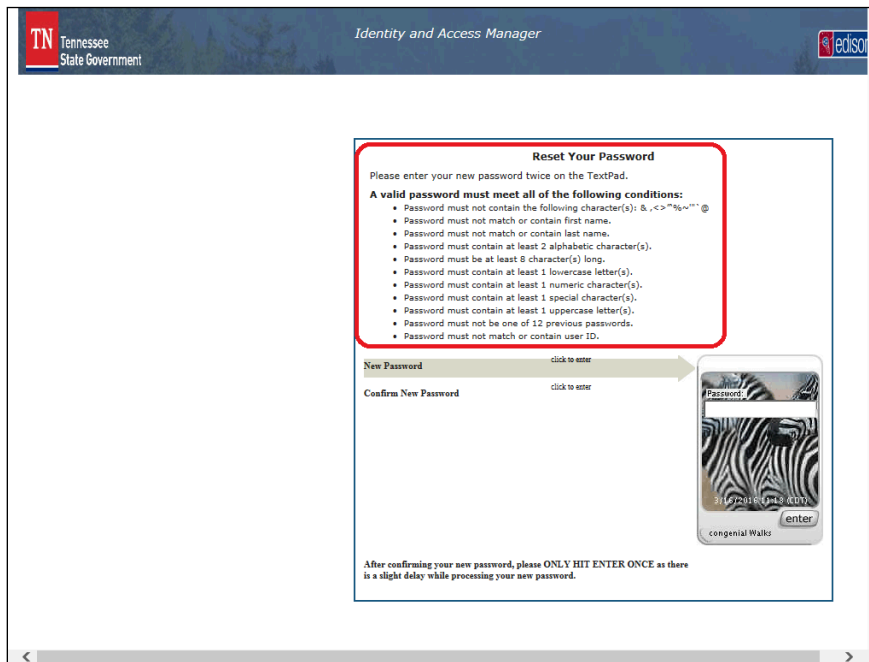 TN Tennessee
State Government
Identity and Access Manager
edison
Reset Your Password
Please enter your new password twice on the TextPad.
A valid password must meet all of the following conditions:
• Password must not contain the following character(s): & ,<>"'%~'"`@
• Password must not match or contain first name.
• Password must not match or contain last name.
• Password must contain at least 2 alphabetic character(s).
• Password must be at least 8 character(s) long.
• Password must contain at least 1 lowercase letter(s).
• Password must contain at least 1 numeric character(s).
• Password must contain at least 1 special character(s).
• Password must contain at least 1 uppercase letter(s).
• Password must not be one of 12 previous passwords.
• Password must not match or contain user ID.
New Password click to enter
Confirm New Password click to enter
Password:
3/16/2016 11:18 (CDT)
enter
congenial Walks
After confirming your new password, please ONLY HIT ENTER ONCE as there
is a slight delay while processing your new password.